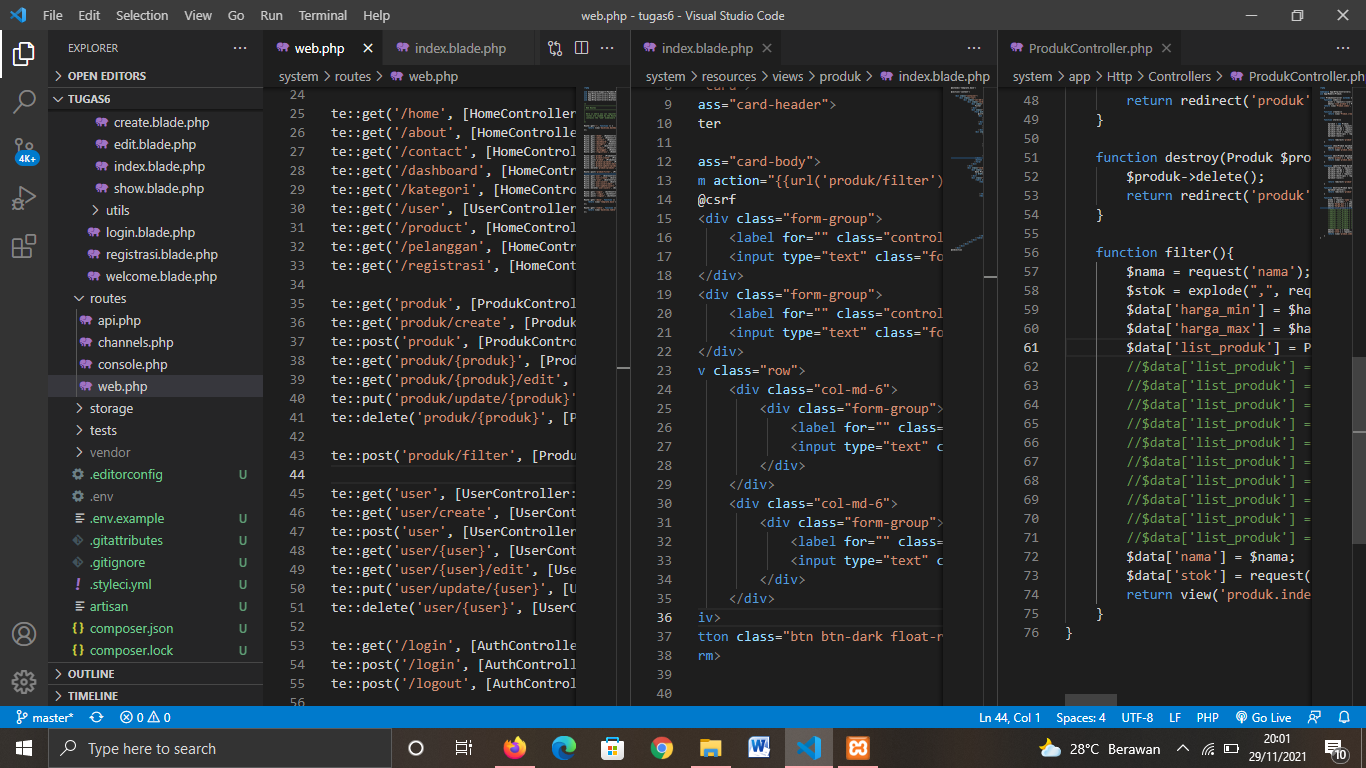 File Edit Selection View Go Run Terminal Help
web.php - tugas6 - Visual Studio Code
EXPLORER
OPEN EDITORS
TUGAS6
create.blade.php
edit.blade.php
index.blade.php
show.blade.php
utils
login.blade.php
registrasi.blade.php
welcome.blade.php
routes
api.php
channels.php
console.php
web.php
storage
tests
vendor
.editorconfig U
.env
.env.example U
.gitattributes U
.gitignore U
.styleci.yml U
artisan U
composer.json U
composer.lock U
OUTLINE
TIMELINE
4K+
web.php
index.blade.php
system > routes > web.php
24
25 te::get('/home', [HomeController
26 te::get('/about', [HomeControlle
27 te::get('/contact', [HomeControl
28 te::get('/dashboard', [HomeContr
29 te::get('/kategori', [HomeContro
30 te::get('/user', [UserController
31 te::get('/product', [HomeControl
32 te::get('/pelanggan', [HomeContr
33 te::get('/registrasi', [HomeCont
34
35 te::get('produk', [ProdukControl
36 te::get('produk/create', [Produk
37 te::post('produk', [ProdukContro
38 te::get('produk/{produk}', [Prod
39 te::get('produk/{produk}/edit',
40 te::put('produk/update/{produk}'
41 te::delete('produk/{produk}', [P
42
43 te::post('produk/filter', [Produ
44
45 te::get('user', [UserController:
46 te::get('user/create', [UserCont
47 te::post('user', [UserController
48 te::get('user/{user}', [UserCont
49 te::get('user/{user}/edit', [Use
50 te::put('user/update/{user}', [U
51 te::delete('user/{user}', [UserC
52
53 te::get('/login', [AuthControlle
54 te::post('/login', [AuthControll
55 te::post('/logout', [AuthControl
56
index.blade.php
system > resources > views > produk > index.blade.php
9 ass="card-header">
10 ter
11
12 ass="card-body">
13 m action="{{url('produk/filter')
14 @csrf
15 <div class="form-group">
16 <label for="" class="control
17 <input type="text" class="fo
18 </div>
19 <div class="form-group">
20 <label for="" class="control
21 <input type="text" class="fo
22 </div>
23 v class="row">
24 <div class="col-md-6">
25 <div class="form-group">
26 <label for="" class=
27 <input type="text" c
28 </div>
29 </div>
30 <div class="col-md-6">
31 <div class="form-group">
32 <label for="" class=
33 <input type="text" c
34 </div>
35 </div>
36 iv>
37 tton class="btn btn-dark float-r
38 rm>
39
40
ProdukController.php
system > app > Http > Controllers > ProdukController.ph
48 return redirect('produk'
49 }
50
51 function destroy(Produk $pro
52 $produk->delete();
53 return redirect('produk'
54 }
55
56 function filter(){
57 $nama = request('nama');
58 $stok = explode(",", req
59 $data['harga_min'] = $ha
60 $data['harga_max'] = $ha
61 $data['list_produk'] = P
62 //$data['list_produk'] =
63 //$data['list_produk'] =
64 //$data['list_produk'] =
65 //$data['list_produk'] =
66 //$data['list_produk'] =
67 //$data['list_produk'] =
68 //$data['list_produk'] =
69 //$data['list_produk'] =
70 //$data['list_produk'] =
71 //$data['list_produk'] =
72 $data['nama'] = $nama;
73 $data['stok'] = request(
74 return view('produk.inde
75 }
76 }
master* 0 0
Ln 44, Col 1 Spaces: 4 UTF-8 LF PHP Go Live
Type here to search
28°C Berawan
20:01
29/11/2021
10